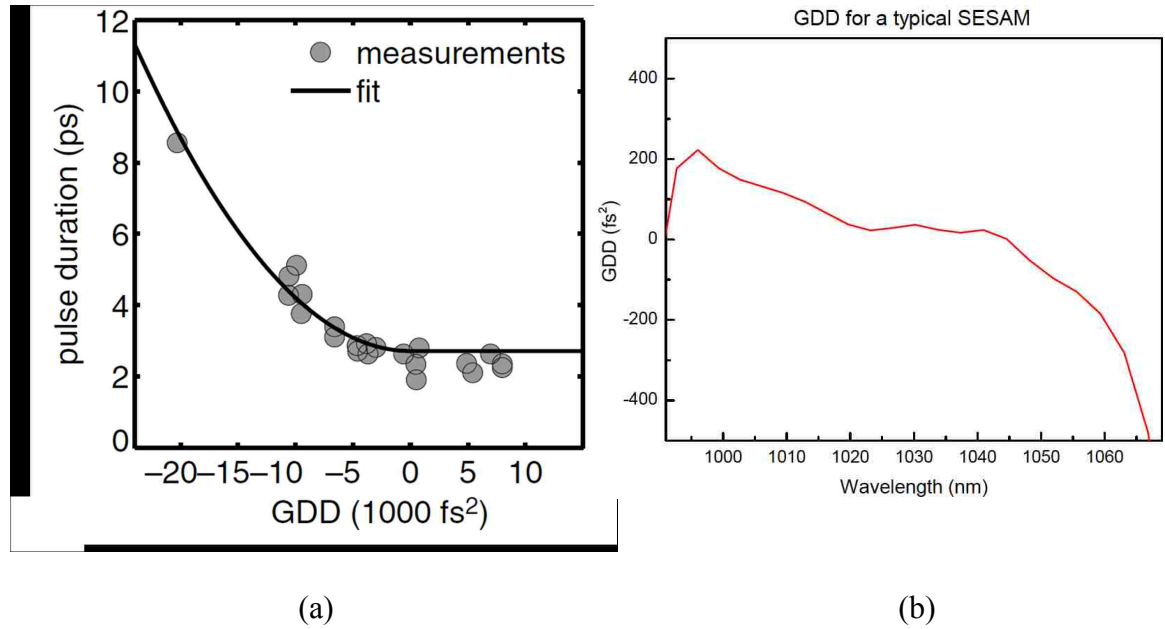 12
10
8
6
4
2
0
pulse duration (ps)
measurements
fit
−20 −15 −10 −5 0 5 10
GDD (1000 fs²)
(a)
GDD for a typical SESAM
400
200
0
-200
-400
GDD (fs²)
1000 1010 1020 1030 1040 1050 1060
Wavelength (nm)
(b)